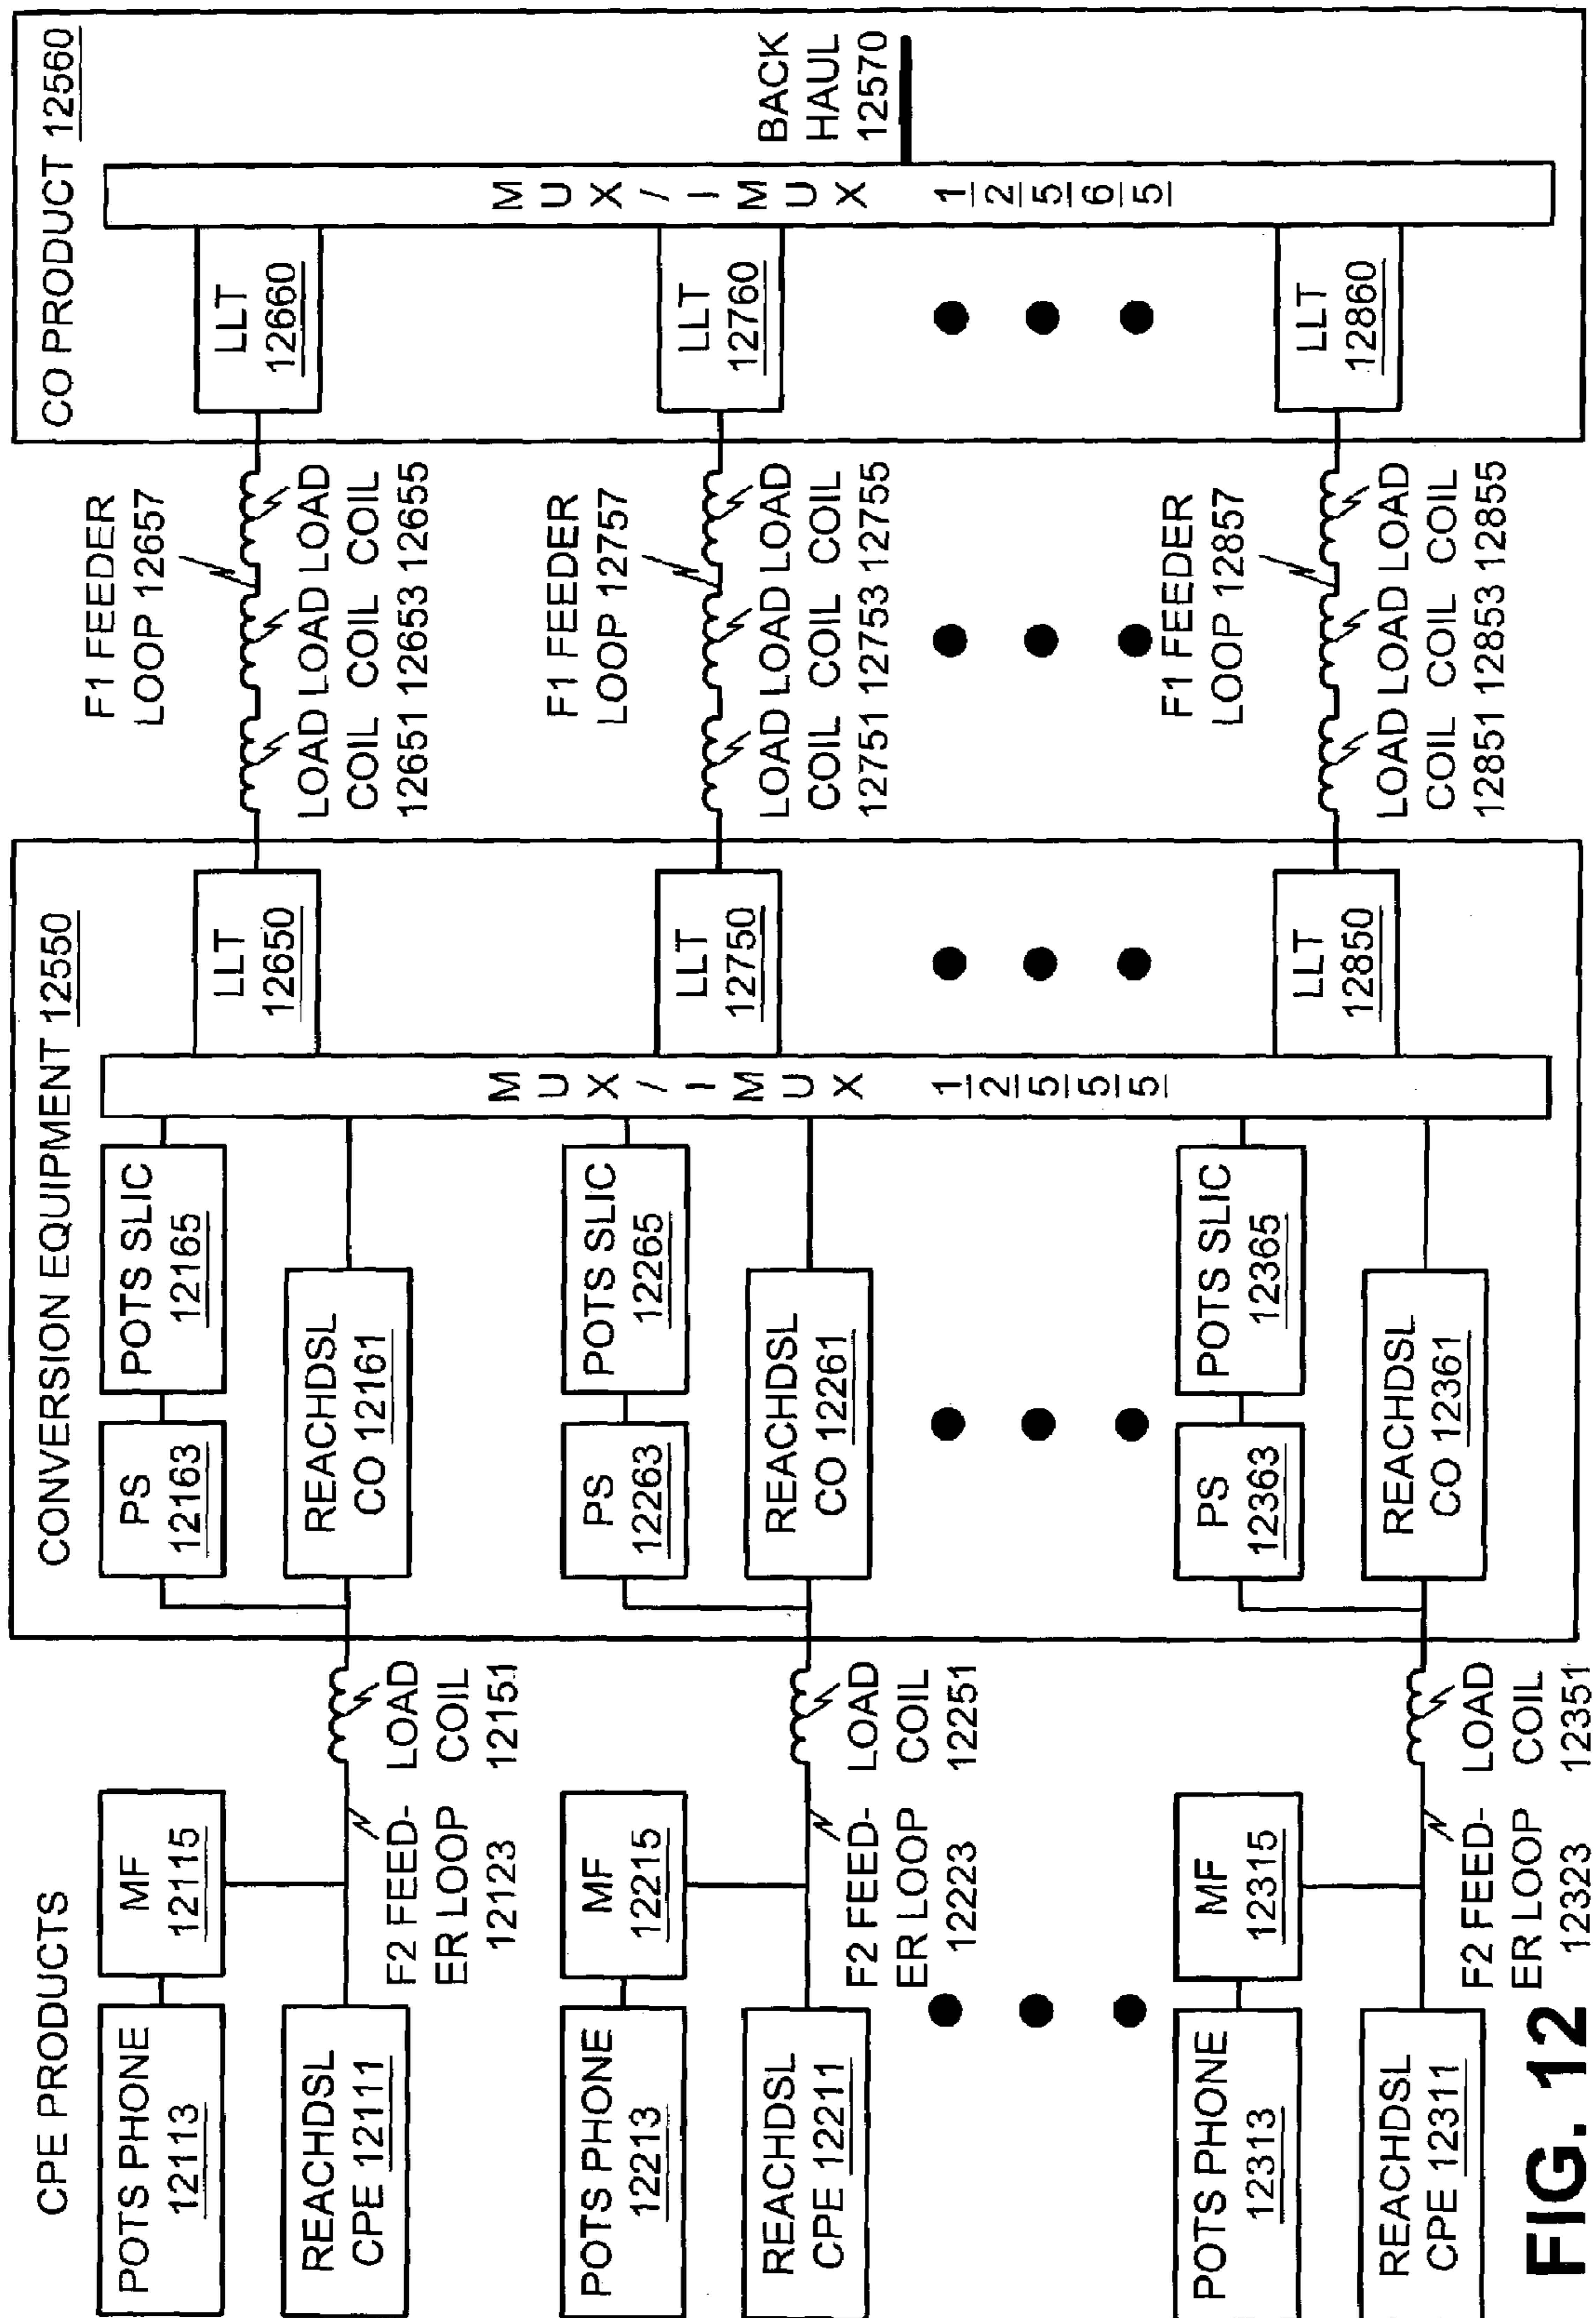 CPE PRODUCTS
POTS PHONE
12113
MF
12115
REACHDSL
CPE 12111
F2 FEED-
ER LOOP
12123
LOAD
COIL
12151
POTS PHONE
12213
MF
12215
REACHDSL
CPE 12211
F2 FEED-
ER LOOP
12223
LOAD
COIL
12251
POTS PHONE
12313
MF
12315
REACHDSL
CPE 12311
F2 FEED-
ER LOOP
12323
LOAD
COIL
12351
CONVERSION EQUIPMENT 12550
PS
12163
POTS SLIC
12165
REACHDSL
CO 12161
PS
12263
POTS SLIC
12265
REACHDSL
CO 12261
PS
12363
POTS SLIC
12365
REACHDSL
CO 12361
MUX/IMUX 12555
LLT
12650
LLT
12750
LLT
12850
F1 FEEDER
LOOP 12657
LOAD LOAD LOAD
COIL COIL COIL
12651 12653 12655
F1 FEEDER
LOOP 12757
LOAD LOAD LOAD
COIL COIL COIL
12751 12753 12755
F1 FEEDER
LOOP 12857
LOAD LOAD LOAD
COIL COIL COIL
12851 12853 12855
CO PRODUCT 12560
LLT
12660
LLT
12760
LLT
12860
MUX/IMUX 12565
BACK
HAUL
12570
FIG. 12